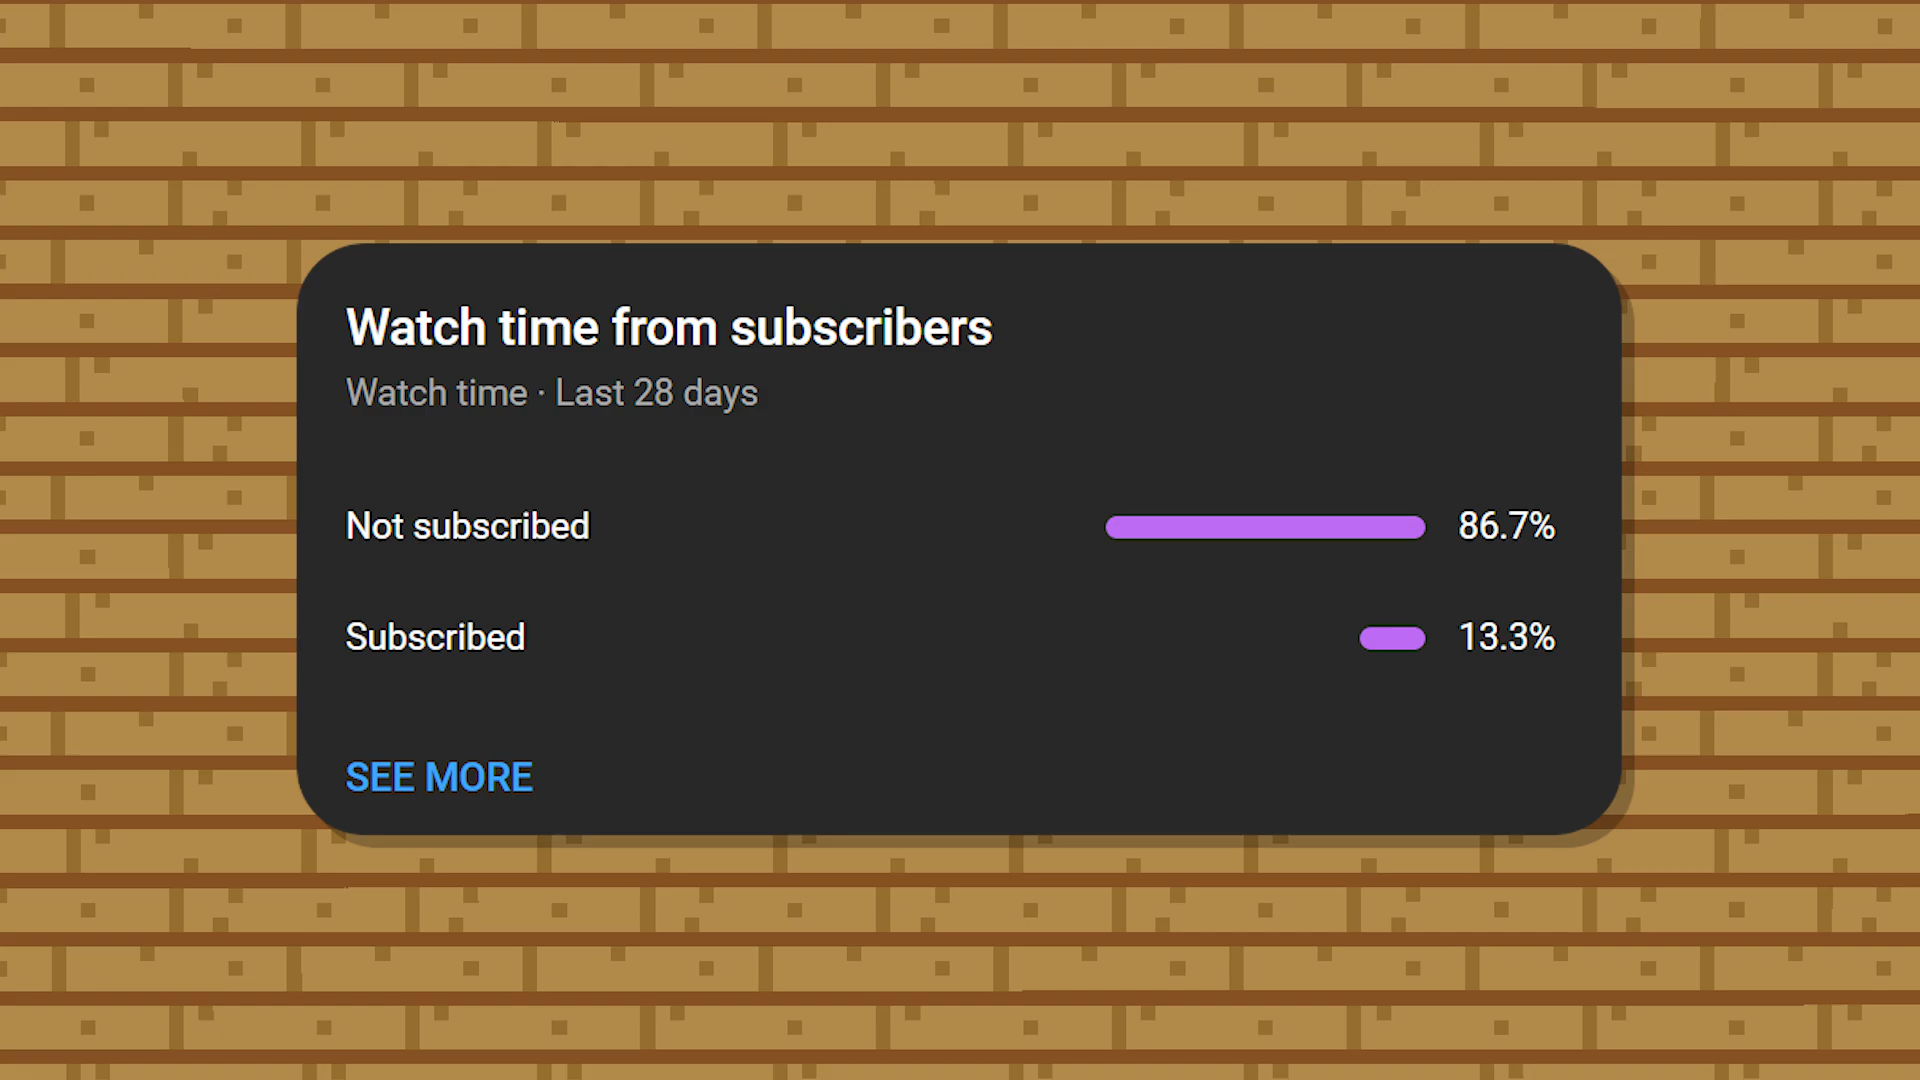 Watch time from subscribers
Watch time · Last 28 days
Not subscribed 86.7%
Subscribed 13.3%
SEE MORE